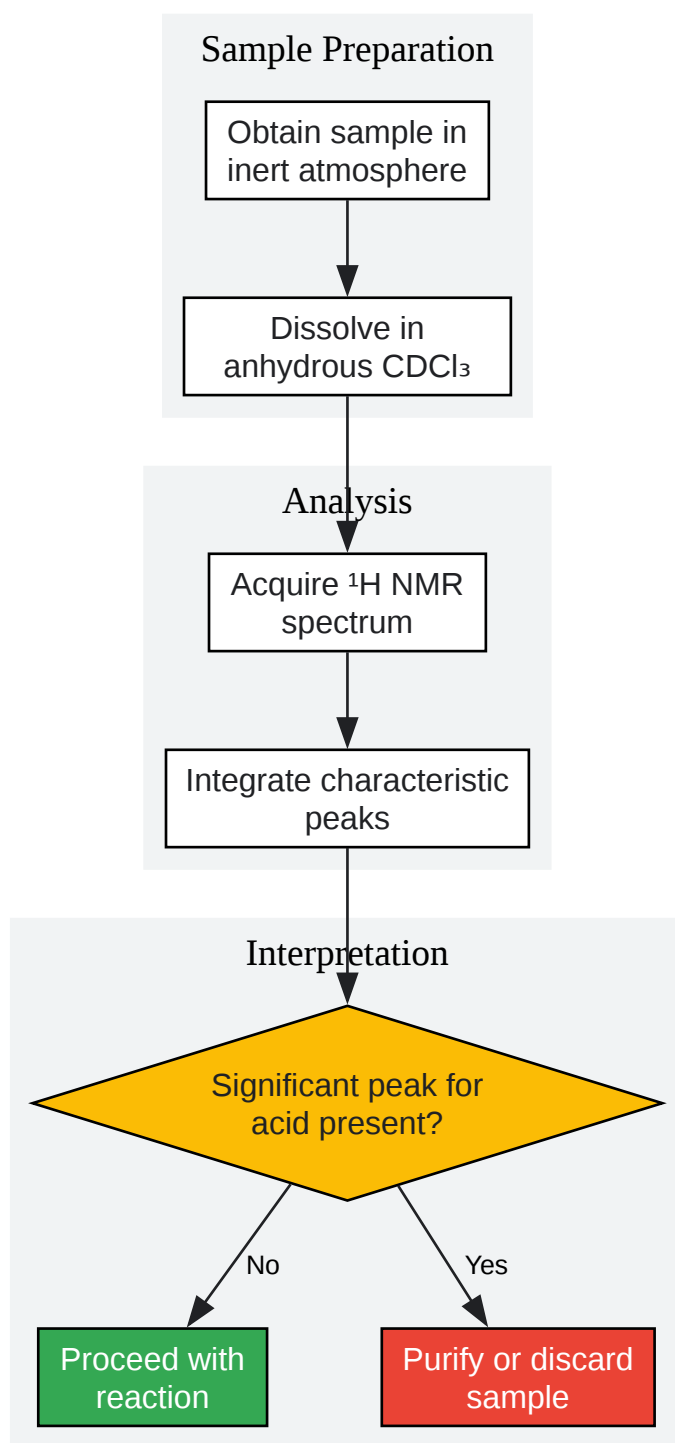 Sample Preparation
Obtain sample in
inert atmosphere
Dissolve in
anhydrous CDCl₃
Analysis
Acquire ¹H NMR
spectrum
Integrate characteristic
peaks
Interpretation
Significant peak for
acid present?
No
Yes
Proceed with
reaction
Purify or discard
sample